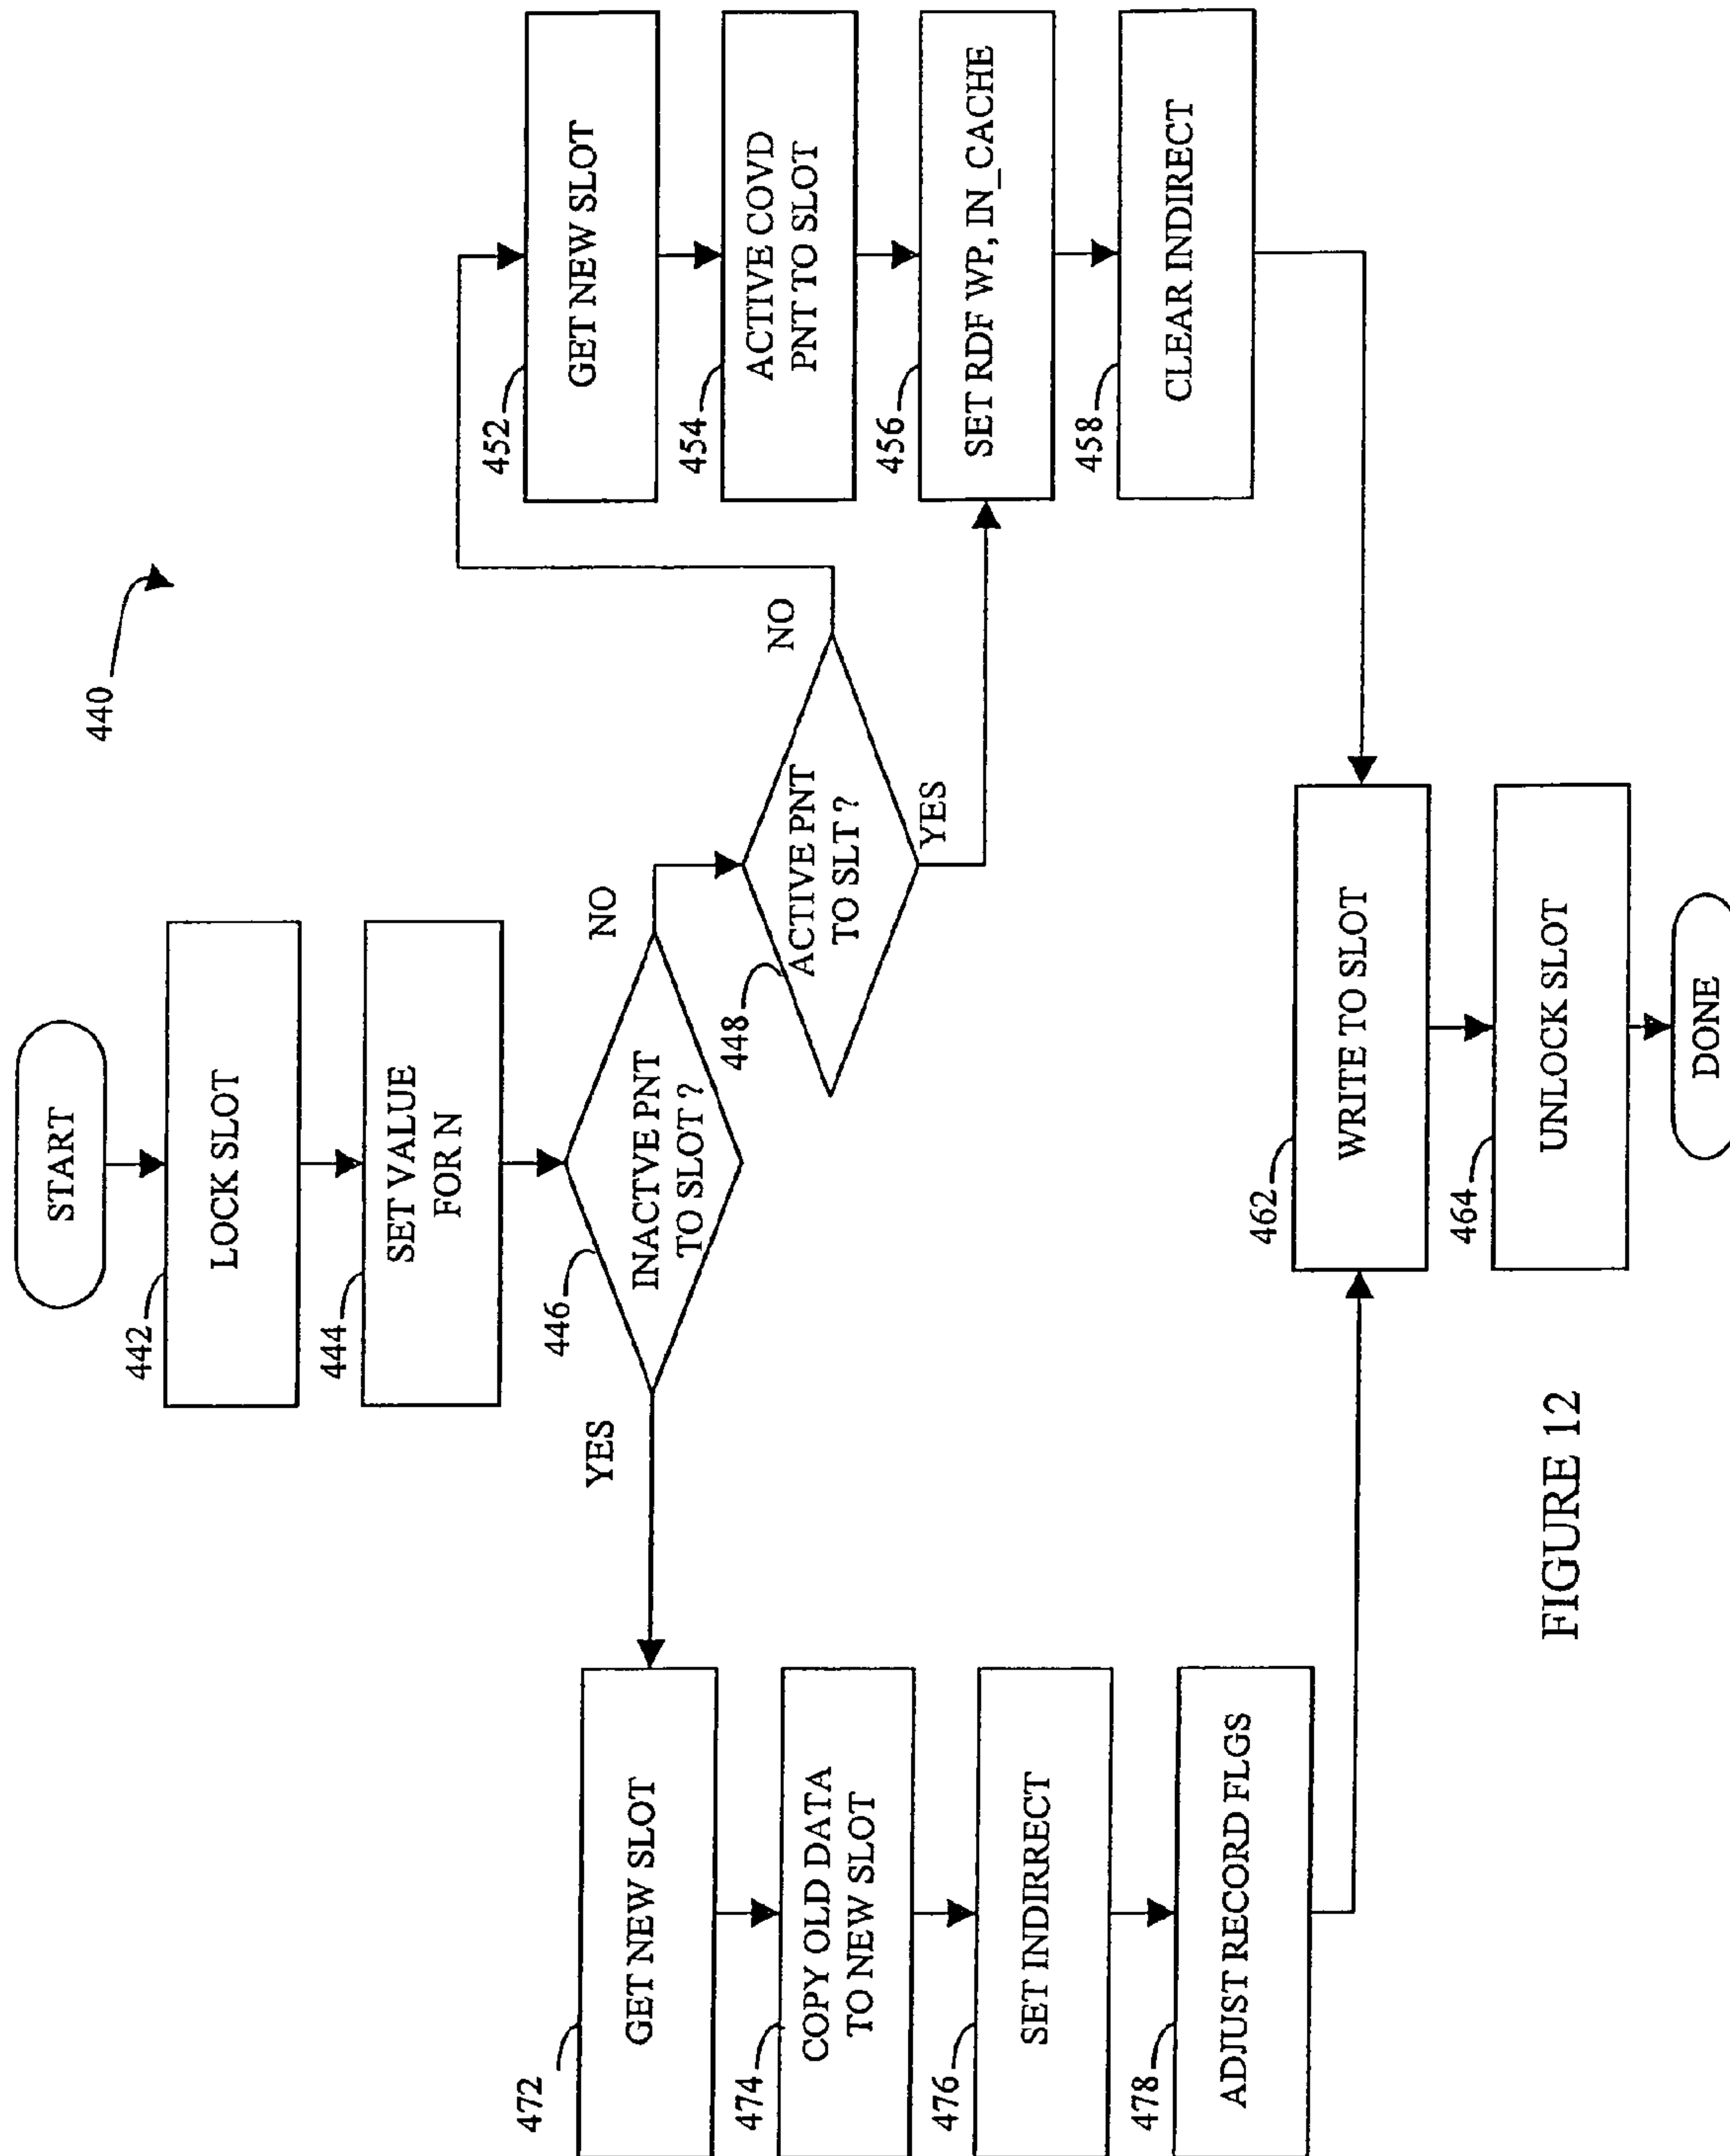 440
START
442
LOCK SLOT
444
SET VALUE
FOR N
446
INACTVE PNT
TO SLOT ?
YES
NO
448
ACTIVE PNT
TO SLT ?
NO
YES
452
GET NEW SLOT
454
ACTIVE COVD
PNT TO SLOT
456
SET RDF WP, IN_CACHE
458
CLEAR INDIRECT
472
GET NEW SLOT
474
COPY OLD DATA
TO NEW SLOT
476
SET INDIRRECT
478
ADJUST RECORD FLGS
462
WRITE TO SLOT
464
UNLOCK SLOT
DONE
FIGURE 12